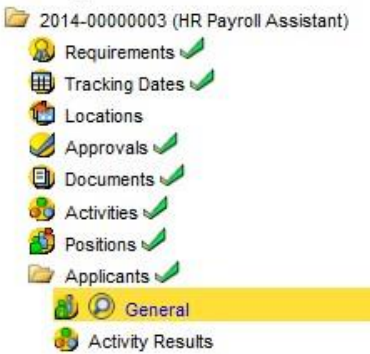 2014-00000003 (HR Payroll Assistant)
Requirements
Tracking Dates
Locations
Approvals
Documents
Activities
Positions
Applicants
General
Activity Results